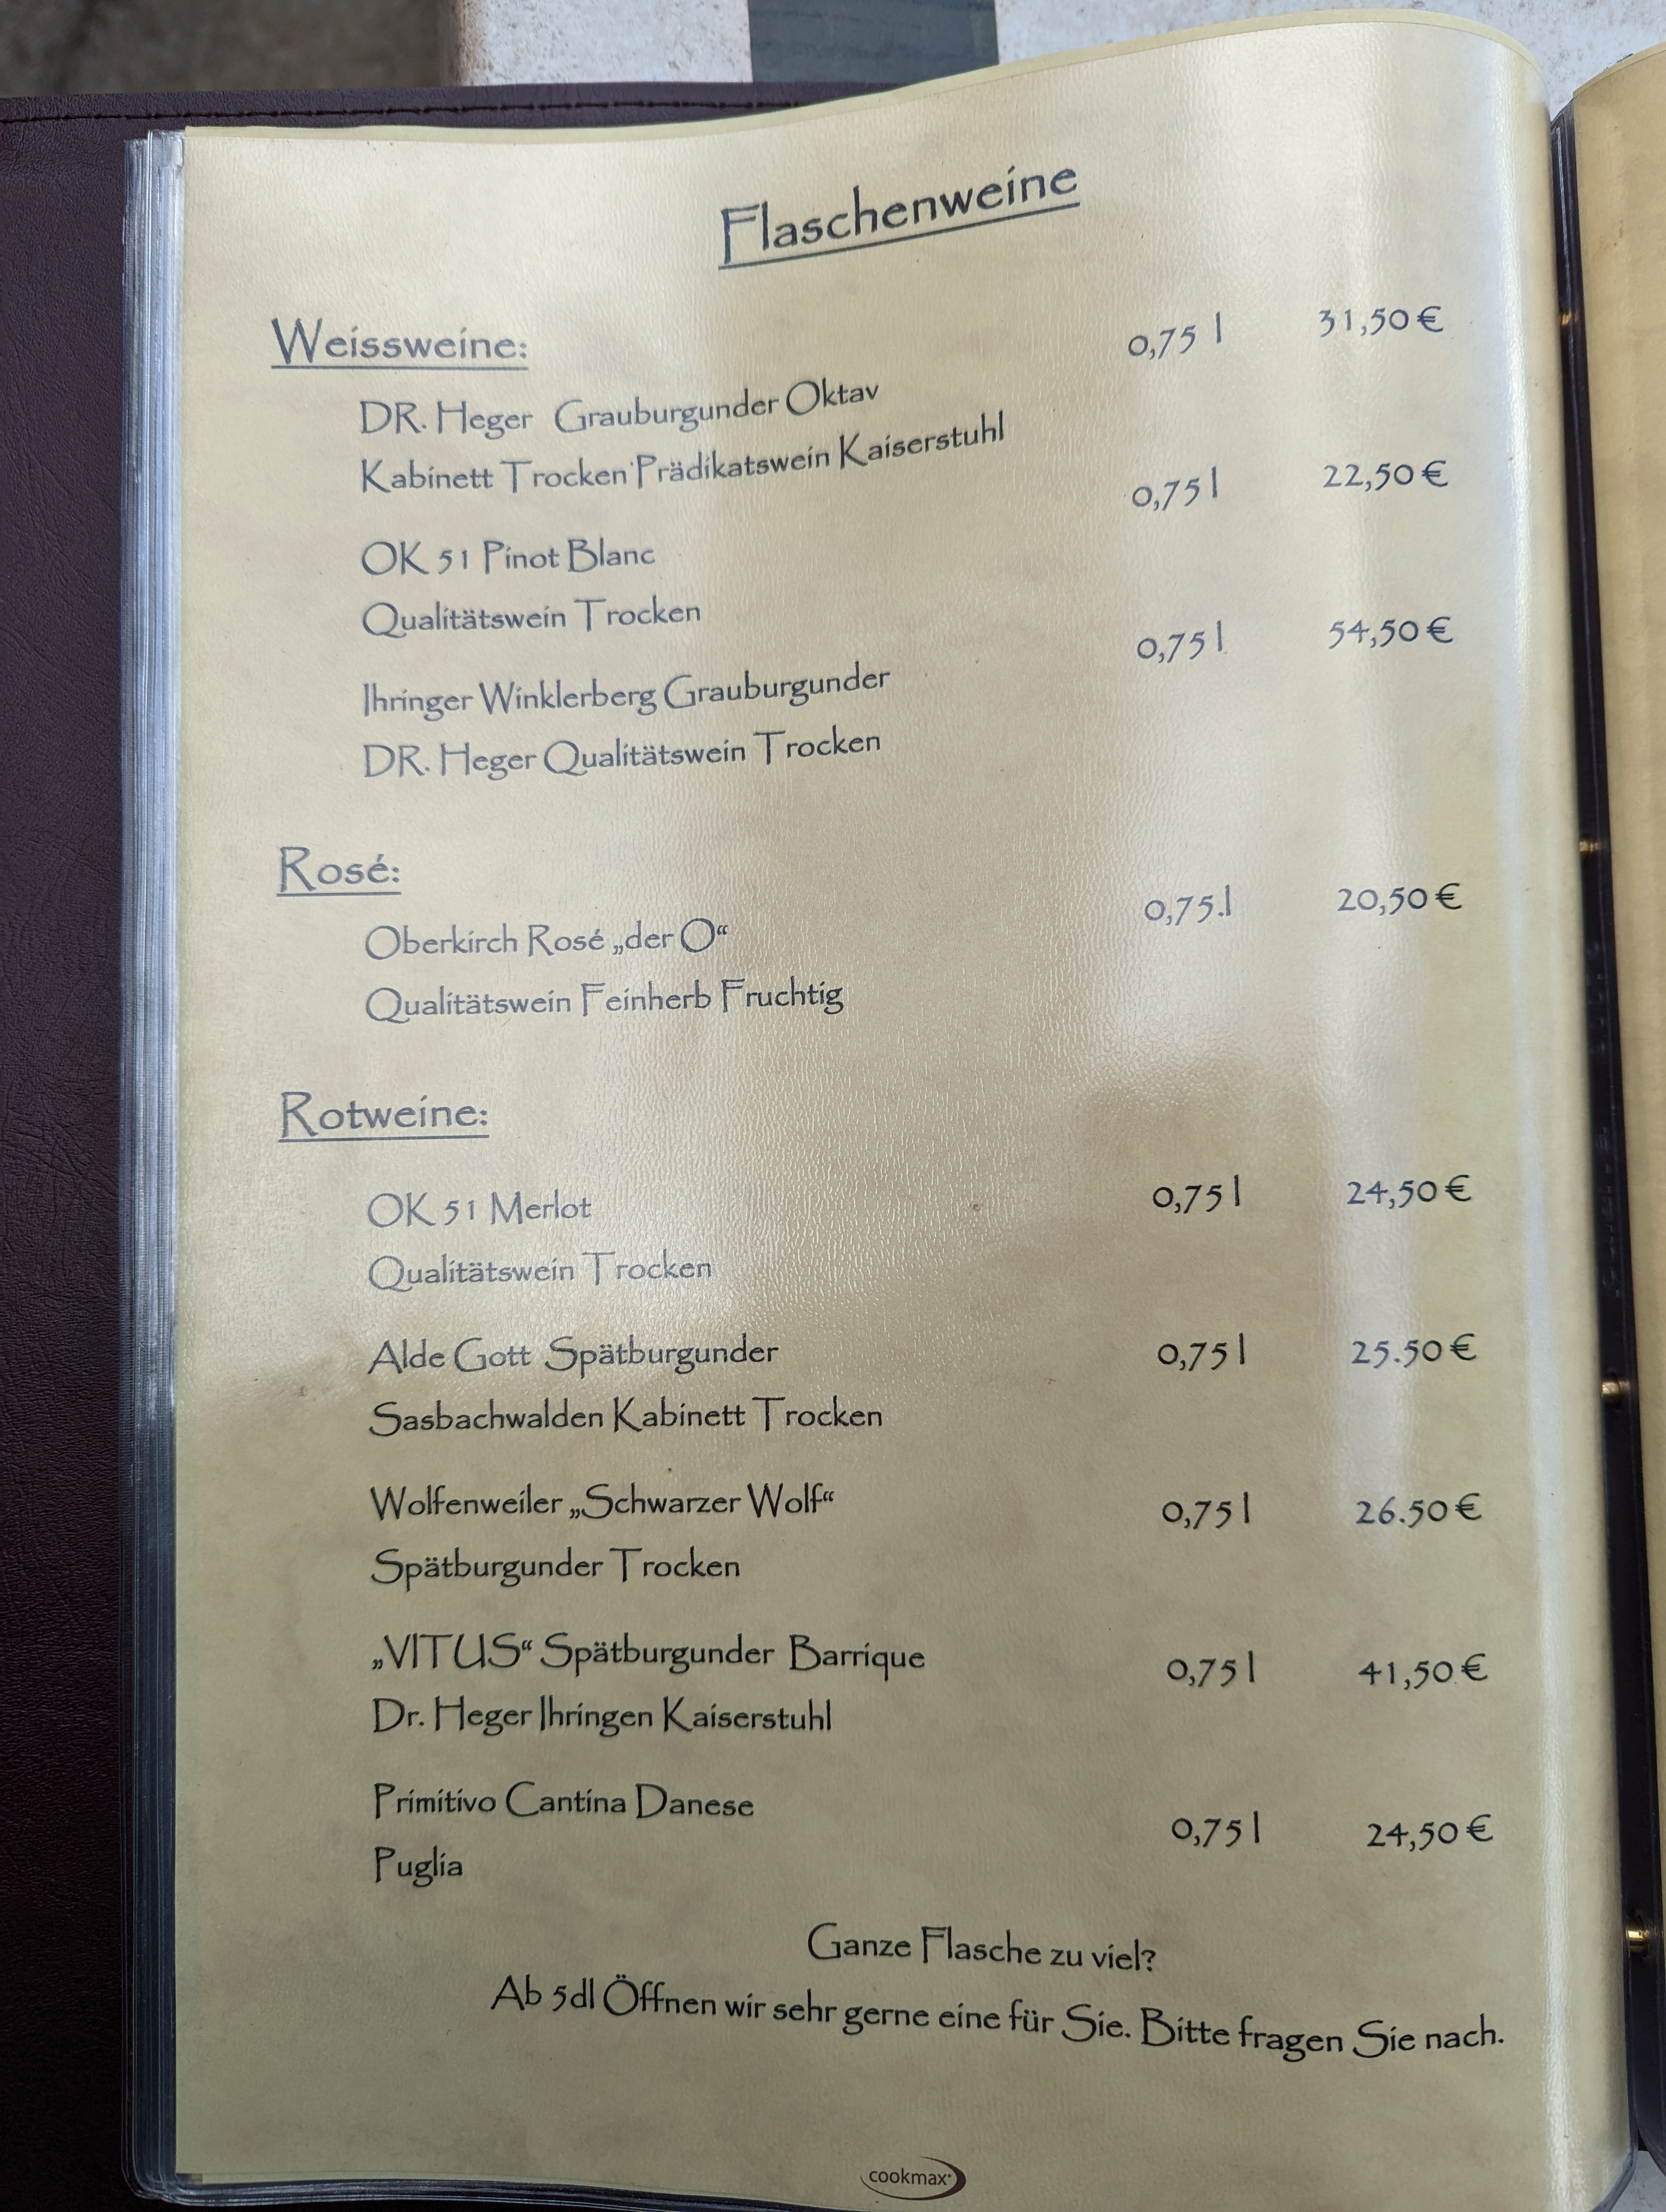 Flaschenweine
Weissweine:
DR. Heger Grauburgunder Oktav 0,75 l 31,50 €
Kabinett Trocken Prädikatswein Kaiserstuhl
OK 51 Pinot Blanc 0,75 l 22,50 €
Qualitätswein Trocken
Ihringer Winklerberg Grauburgunder 0,75 l 54,50 €
DR. Heger Qualitätswein Trocken
Rosé:
Oberkirch Rosé „der O“ 0,75.l 20,50 €
Qualitätswein Feinherb Fruchtig
Rotweine:
OK 51 Merlot 0,75 l 24,50 €
Qualitätswein Trocken
Alde Gott Spätburgunder 0,75 l 25.50 €
Sasbachwalden Kabinett Trocken
Wolfenweiler „Schwarzer Wolf“ 0,75 l 26.50 €
Spätburgunder Trocken
„VITUS“ Spätburgunder Barrique 0,75 l 41,50 €
Dr. Heger Ihringen Kaiserstuhl
Primitivo Cantina Danese 0,75 l 24,50 €
Puglia
Ganze Flasche zu viel?
Ab 5dl Öffnen wir sehr gerne eine für Sie. Bitte fragen Sie nach.
cookmax